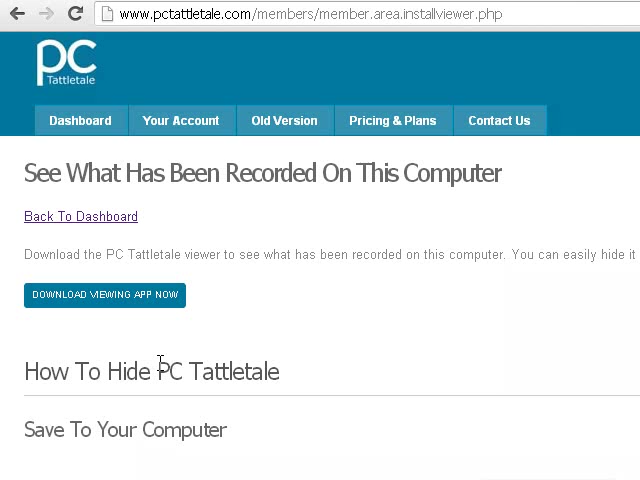 www.pctattletale.com/members/member.area.installviewer.php
pc
Tattletale
Dashboard Your Account Old Version Pricing & Plans Contact Us
See What Has Been Recorded On This Computer
Back To Dashboard
Download the PC Tattletale viewer to see what has been recorded on this computer. You can easily hide it
DOWNLOAD VIEWING APP NOW
How To Hide PC Tattletale
Save To Your Computer